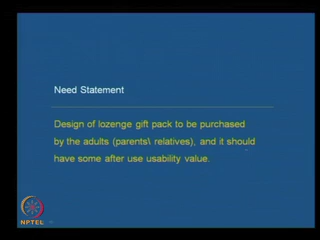 Need Statement
Design of lozenge gift pack to be purchased
by the adults (parents\ relatives), and it should
have some after use usability value.
NPTEL